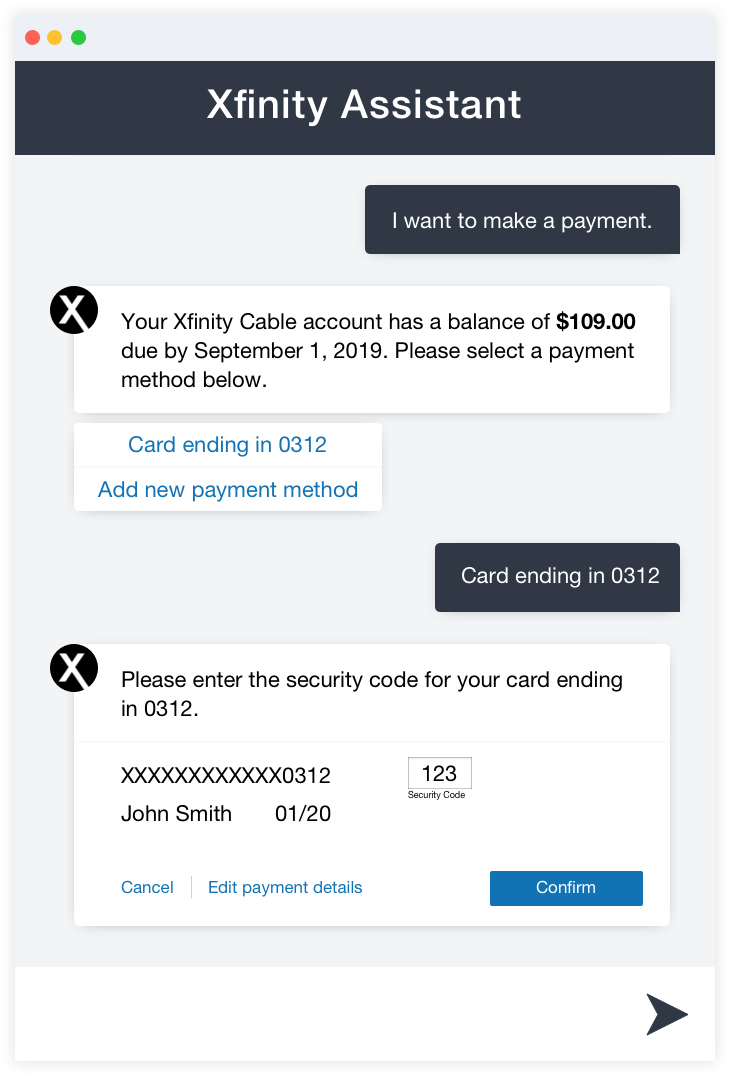 Xfinity Assistant
I want to make a payment.
X
Your Xfinity Cable account has a balance of $109.00
due by September 1, 2019. Please select a payment
method below.
Card ending in 0312
Add new payment method
Card ending in 0312
X
Please enter the security code for your card ending
in 0312.
XXXXXXXXXXXX0312
123
Security Code
John Smith 01/20
Cancel Edit payment details Confirm